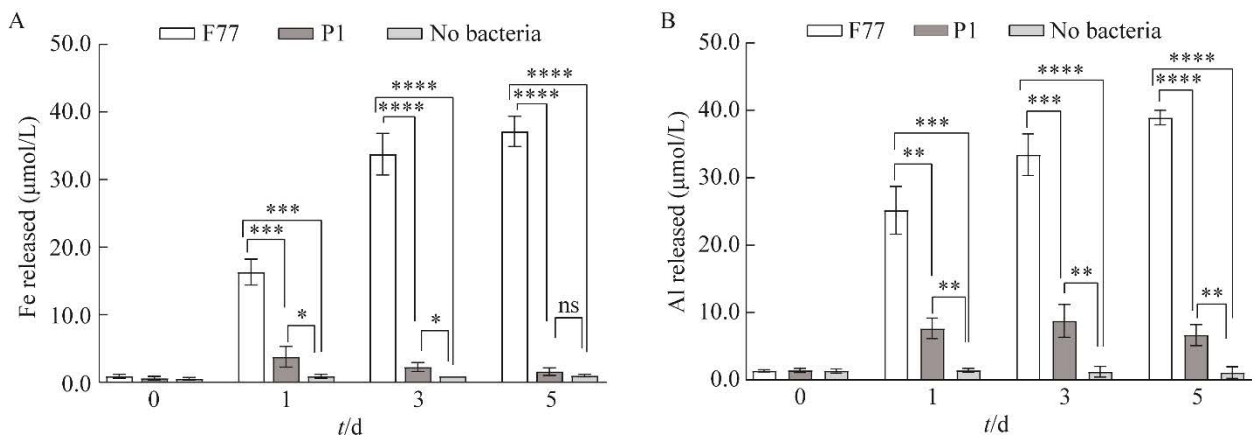 A
F77 P1 No bacteria
Fe released (μmol/L)
50.0
40.0
30.0
20.0
10.0
0.0
***
***
*
****
****
*
****
****
ns
0 1 3 5
t/d
B
F77 P1 No bacteria
Al released (μmol/L)
50.0
40.0
30.0
20.0
10.0
0.0
***
**
**
****
***
**
****
****
**
0 1 3 5
t/d